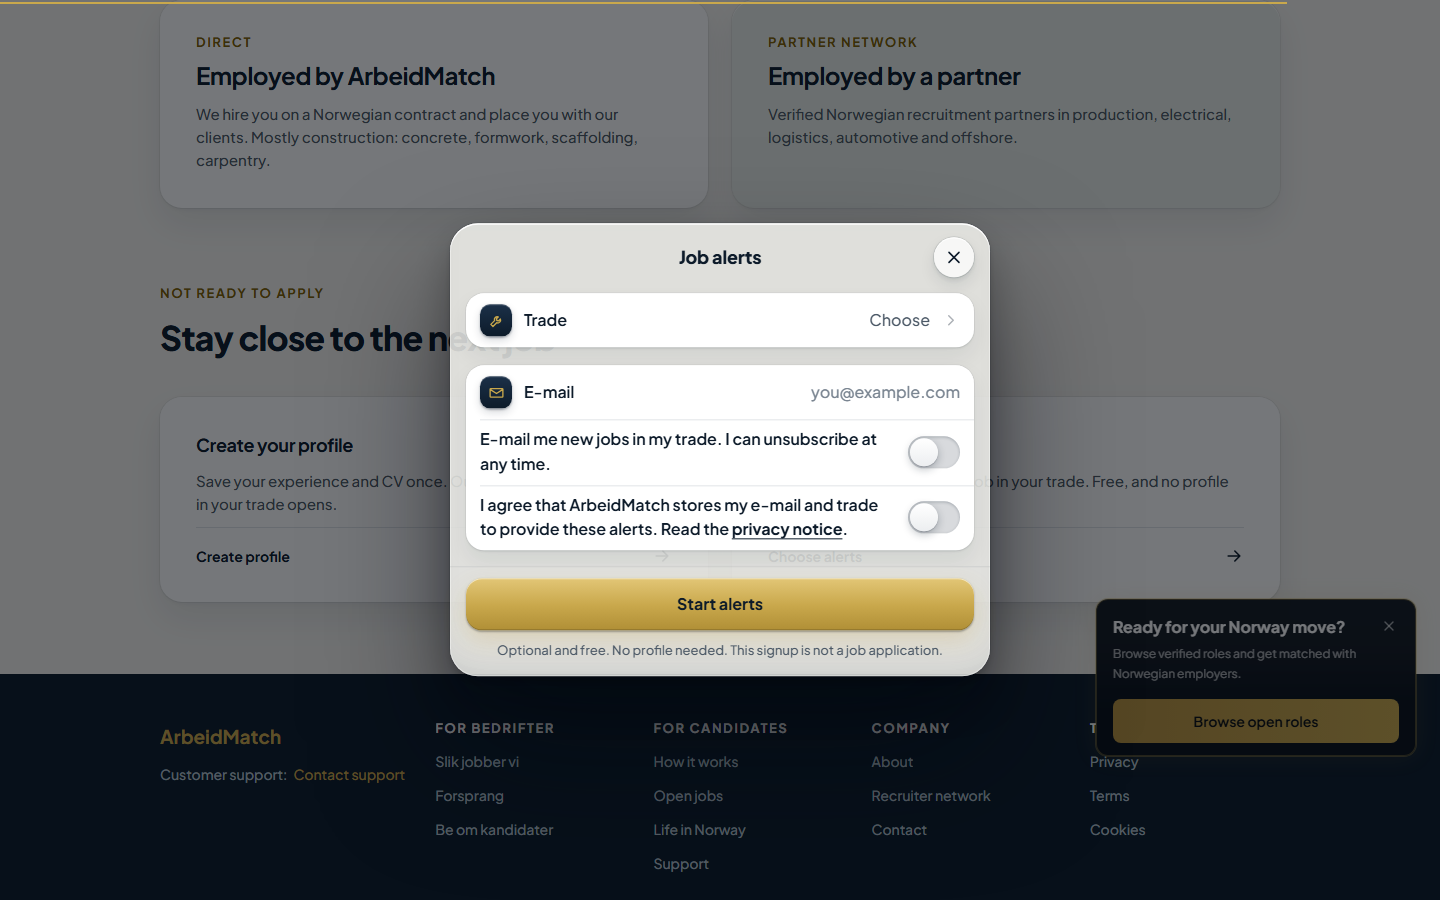 DIRECT
Employed by ArbeidMatch
We hire you on a Norwegian contract and place you with our
clients. Mostly construction: concrete, formwork, scaffolding,
carpentry.
PARTNER NETWORK
Employed by a partner
Verified Norwegian recruitment partners in production, electrical,
logistics, automotive and offshore.
NOT READY TO APPLY
Stay close to the next job
Job alerts
Trade
Choose
E-mail
you@example.com
E-mail me new jobs in my trade. I can unsubscribe at
any time.
I agree that ArbeidMatch stores my e-mail and trade
to provide these alerts. Read the privacy notice.
Start alerts
Optional and free. No profile needed. This signup is not a job application.
Create your profile
Save your experience and CV once.
in your trade opens.
Create profile
in your trade. Free, and no profile
Choose alerts
Ready for your Norway move?
Browse verified roles and get matched with
Norwegian employers.
Browse open roles
ArbeidMatch
Customer support: Contact support
FOR BEDRIFTER
Slik jobber vi
Forsprang
Be om kandidater
FOR CANDIDATES
How it works
Open jobs
Life in Norway
Support
COMPANY
About
Recruiter network
Contact
Privacy
Terms
Cookies